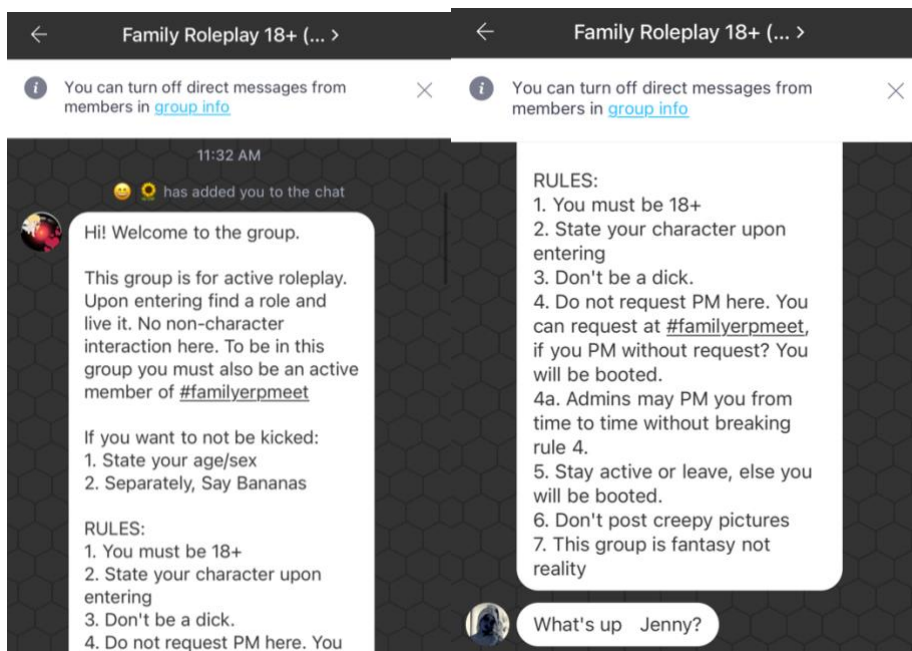 Family Roleplay 18+ (... >
You can turn off direct messages from
members in group info
11:32 AM
😀 🌻 has added you to the chat
Hi! Welcome to the group.
This group is for active roleplay.
Upon entering find a role and
live it. No non-character
interaction here. To be in this
group you must also be an active
member of #familyerpmeet
If you want to not be kicked:
1. State your age/sex
2. Separately, Say Bananas
RULES:
1. You must be 18+
2. State your character upon
entering
3. Don't be a dick.
4. Do not request PM here. You
Family Roleplay 18+ (... >
You can turn off direct messages from
members in group info
RULES:
1. You must be 18+
2. State your character upon
entering
3. Don't be a dick.
4. Do not request PM here. You
can request at #familyerpmeet,
if you PM without request? You
will be booted.
4a. Admins may PM you from
time to time without breaking
rule 4.
5. Stay active or leave, else you
will be booted.
6. Don't post creepy pictures
7. This group is fantasy not
reality
What's up Jenny?